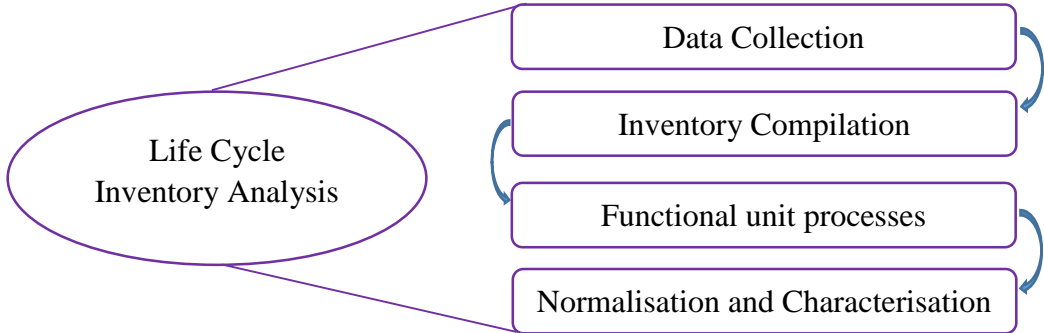 Life Cycle
Inventory Analysis
Data Collection
Inventory Compilation
Functional unit processes
Normalisation and Characterisation